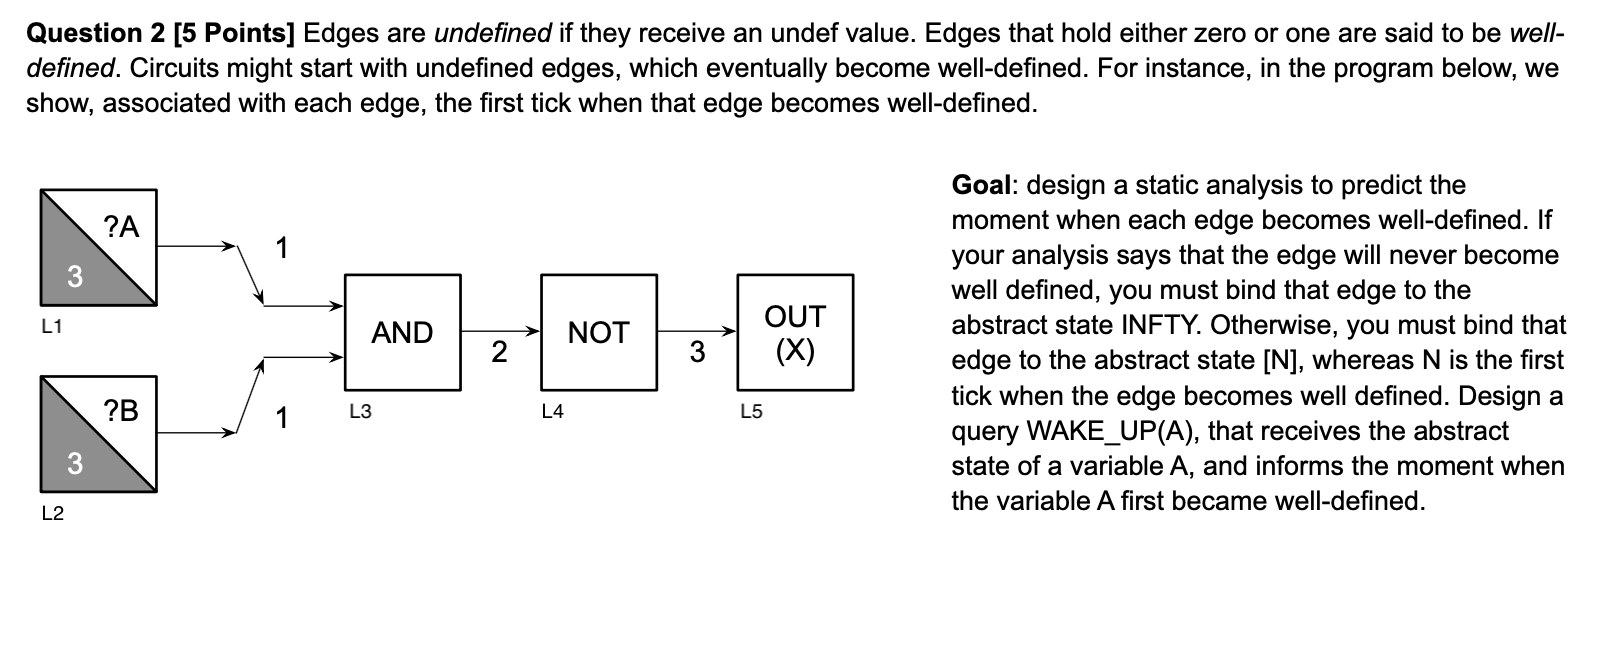 Question 2 [5 Points] Edges are undefined if they receive an undef value. Edges that hold either zero or one are said to be well-
defined. Circuits might start with undefined edges, which eventually become well-defined. For instance, in the program below, we
show, associated with each edge, the first tick when that edge becomes well-defined.
?A
3
L1
1
?B
3
L2
1
AND
L3
2
NOT
L4
3
OUT
(X)
L5
Goal: design a static analysis to predict the
moment when each edge becomes well-defined. If
your analysis says that the edge will never become
well defined, you must bind that edge to the
abstract state INFTY. Otherwise, you must bind that
edge to the abstract state [N], whereas N is the first
tick when the edge becomes well defined. Design a
query WAKE_UP(A), that receives the abstract
state of a variable A, and informs the moment when
the variable A first became well-defined.